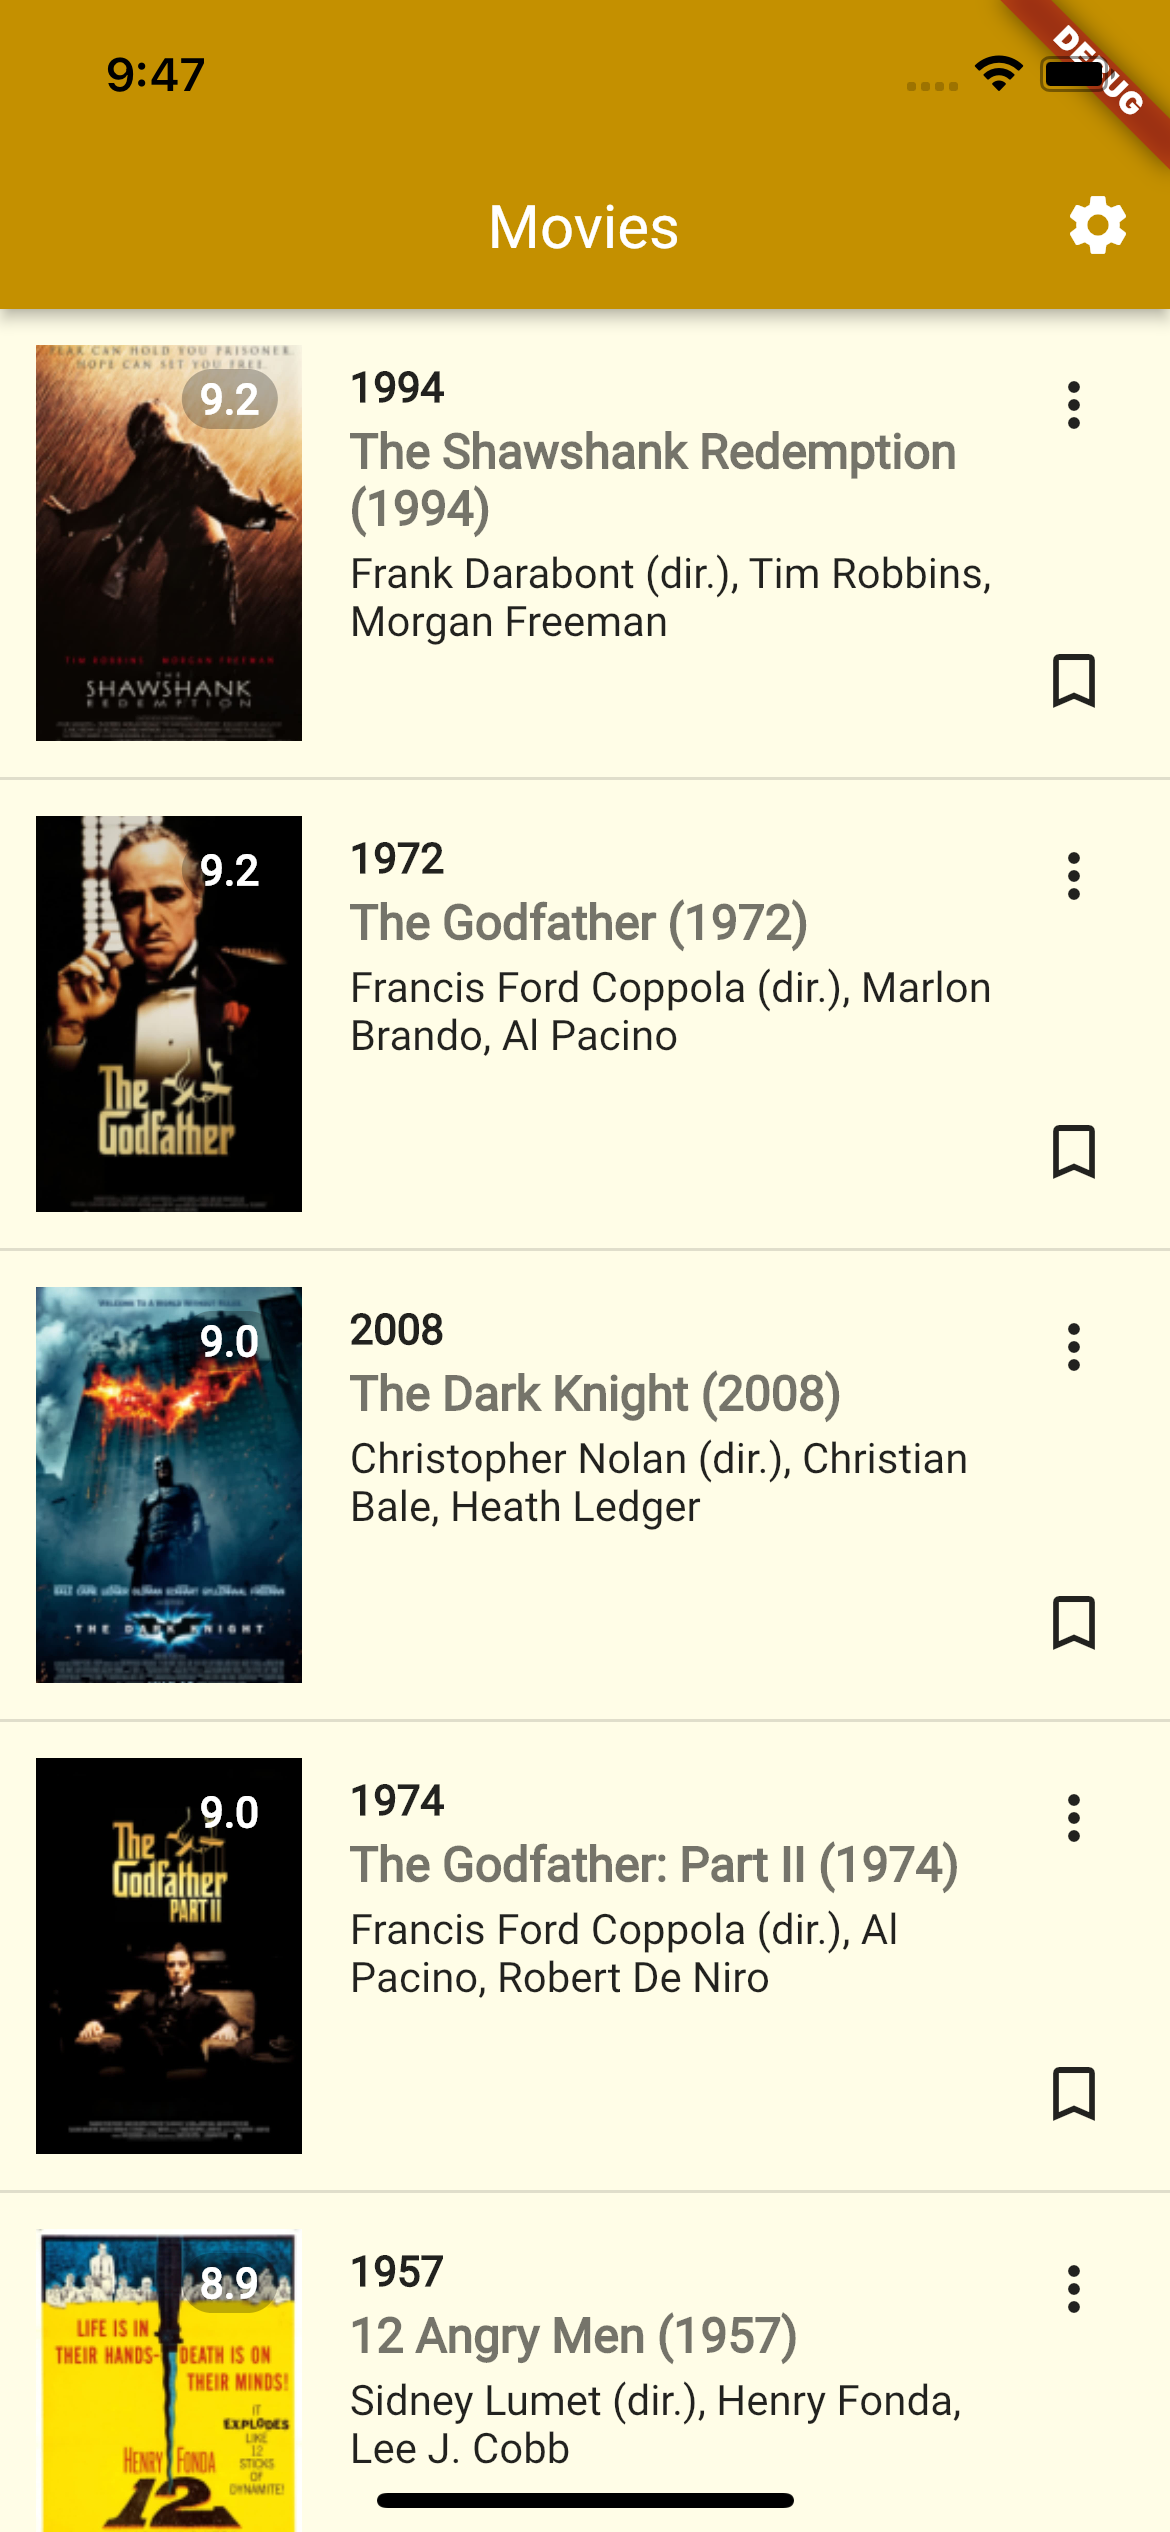 9:47
DEBUG
Movies
FEAR CAN HOLD YOU PRISONER.
HOPE CAN SET YOU FREE.
9.2
TIM ROBBINS MORGAN FREEMAN
THE
SHAWSHANK
REDEMPTION
1994
The Shawshank Redemption
(1994)
Frank Darabont (dir.), Tim Robbins,
Morgan Freeman
9.2
The
Godfather
1972
The Godfather (1972)
Francis Ford Coppola (dir.), Marlon
Brando, Al Pacino
WELCOME TO A WORLD WITHOUT RULES.
9.0
THE DARK KNIGHT
2008
The Dark Knight (2008)
Christopher Nolan (dir.), Christian
Bale, Heath Ledger
9.0
The
Godfather
PART II
1974
The Godfather: Part II (1974)
Francis Ford Coppola (dir.), Al
Pacino, Robert De Niro
8.9
LIFE IS IN
THEIR HANDS-
DEATH IS ON
THEIR MINDS!
IT
EXPLODES
LIKE
12
STICKS
OF
DYNAMITE!
HENRY FONDA
12
1957
12 Angry Men (1957)
Sidney Lumet (dir.), Henry Fonda,
Lee J. Cobb